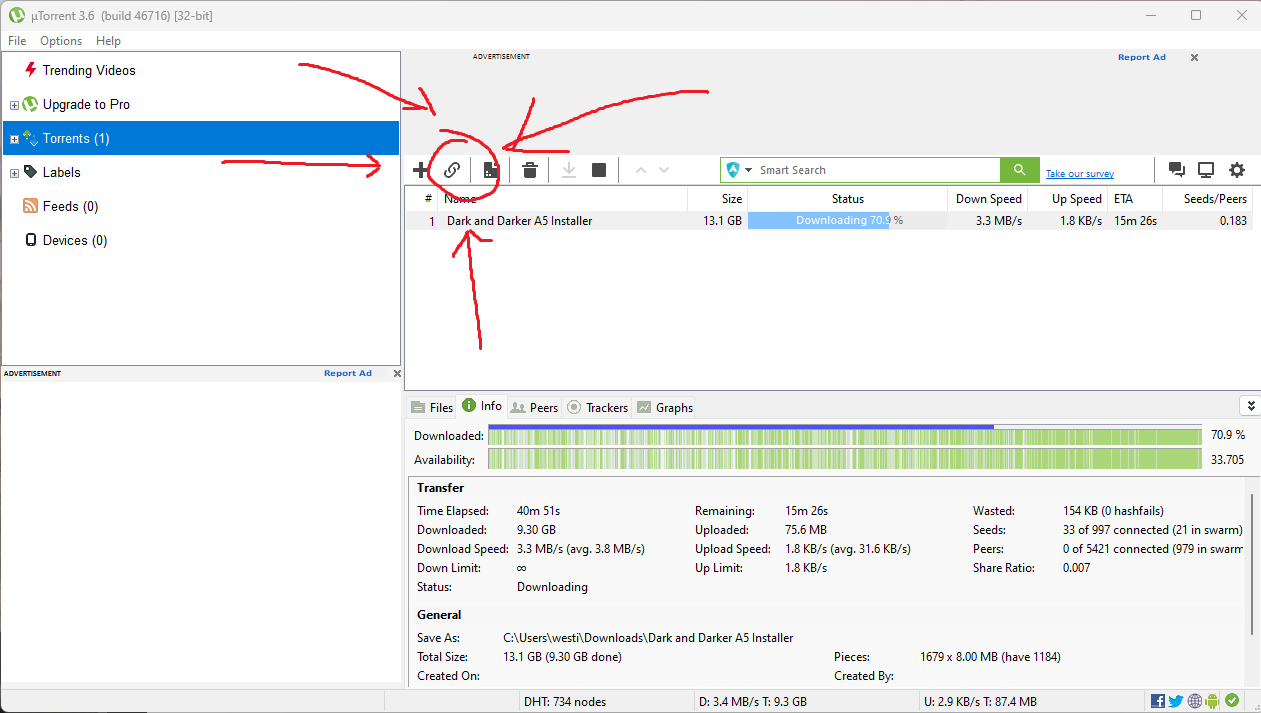 µTorrent 3.6 (build 46716) [32-bit]
File Options Help
Trending Videos
Upgrade to Pro
Torrents (1)
Labels
Feeds (0)
Devices (0)
ADVERTISEMENT Report Ad
ADVERTISEMENT Report Ad
Smart Search
Take our survey
# Name Size Status Down Speed Up Speed ETA Seeds/Peers
1 Dark and Darker A5 Installer 13.1 GB Downloading 70.9 % 3.3 MB/s 1.8 KB/s 15m 26s 0.183
Files Info Peers Trackers Graphs
Downloaded: 70.9 %
Availability: 33.705
Transfer
Time Elapsed: 40m 51s Remaining: 15m 26s Wasted: 154 KB (0 hashfails)
Downloaded: 9.30 GB Uploaded: 75.6 MB Seeds: 33 of 997 connected (21 in swarm)
Download Speed: 3.3 MB/s (avg. 3.8 MB/s) Upload Speed: 1.8 KB/s (avg. 31.6 KB/s) Peers: 0 of 5421 connected (979 in swarm
Down Limit: ∞ Up Limit: 1.8 KB/s Share Ratio: 0.007
Status: Downloading
General
Save As: C:\Users\westi\Downloads\Dark and Darker A5 Installer
Total Size: 13.1 GB (9.30 GB done) Pieces: 1679 x 8.00 MB (have 1184)
Created On: Created By:
DHT: 734 nodes D: 3.4 MB/s T: 9.3 GB U: 2.9 KB/s T: 87.4 MB